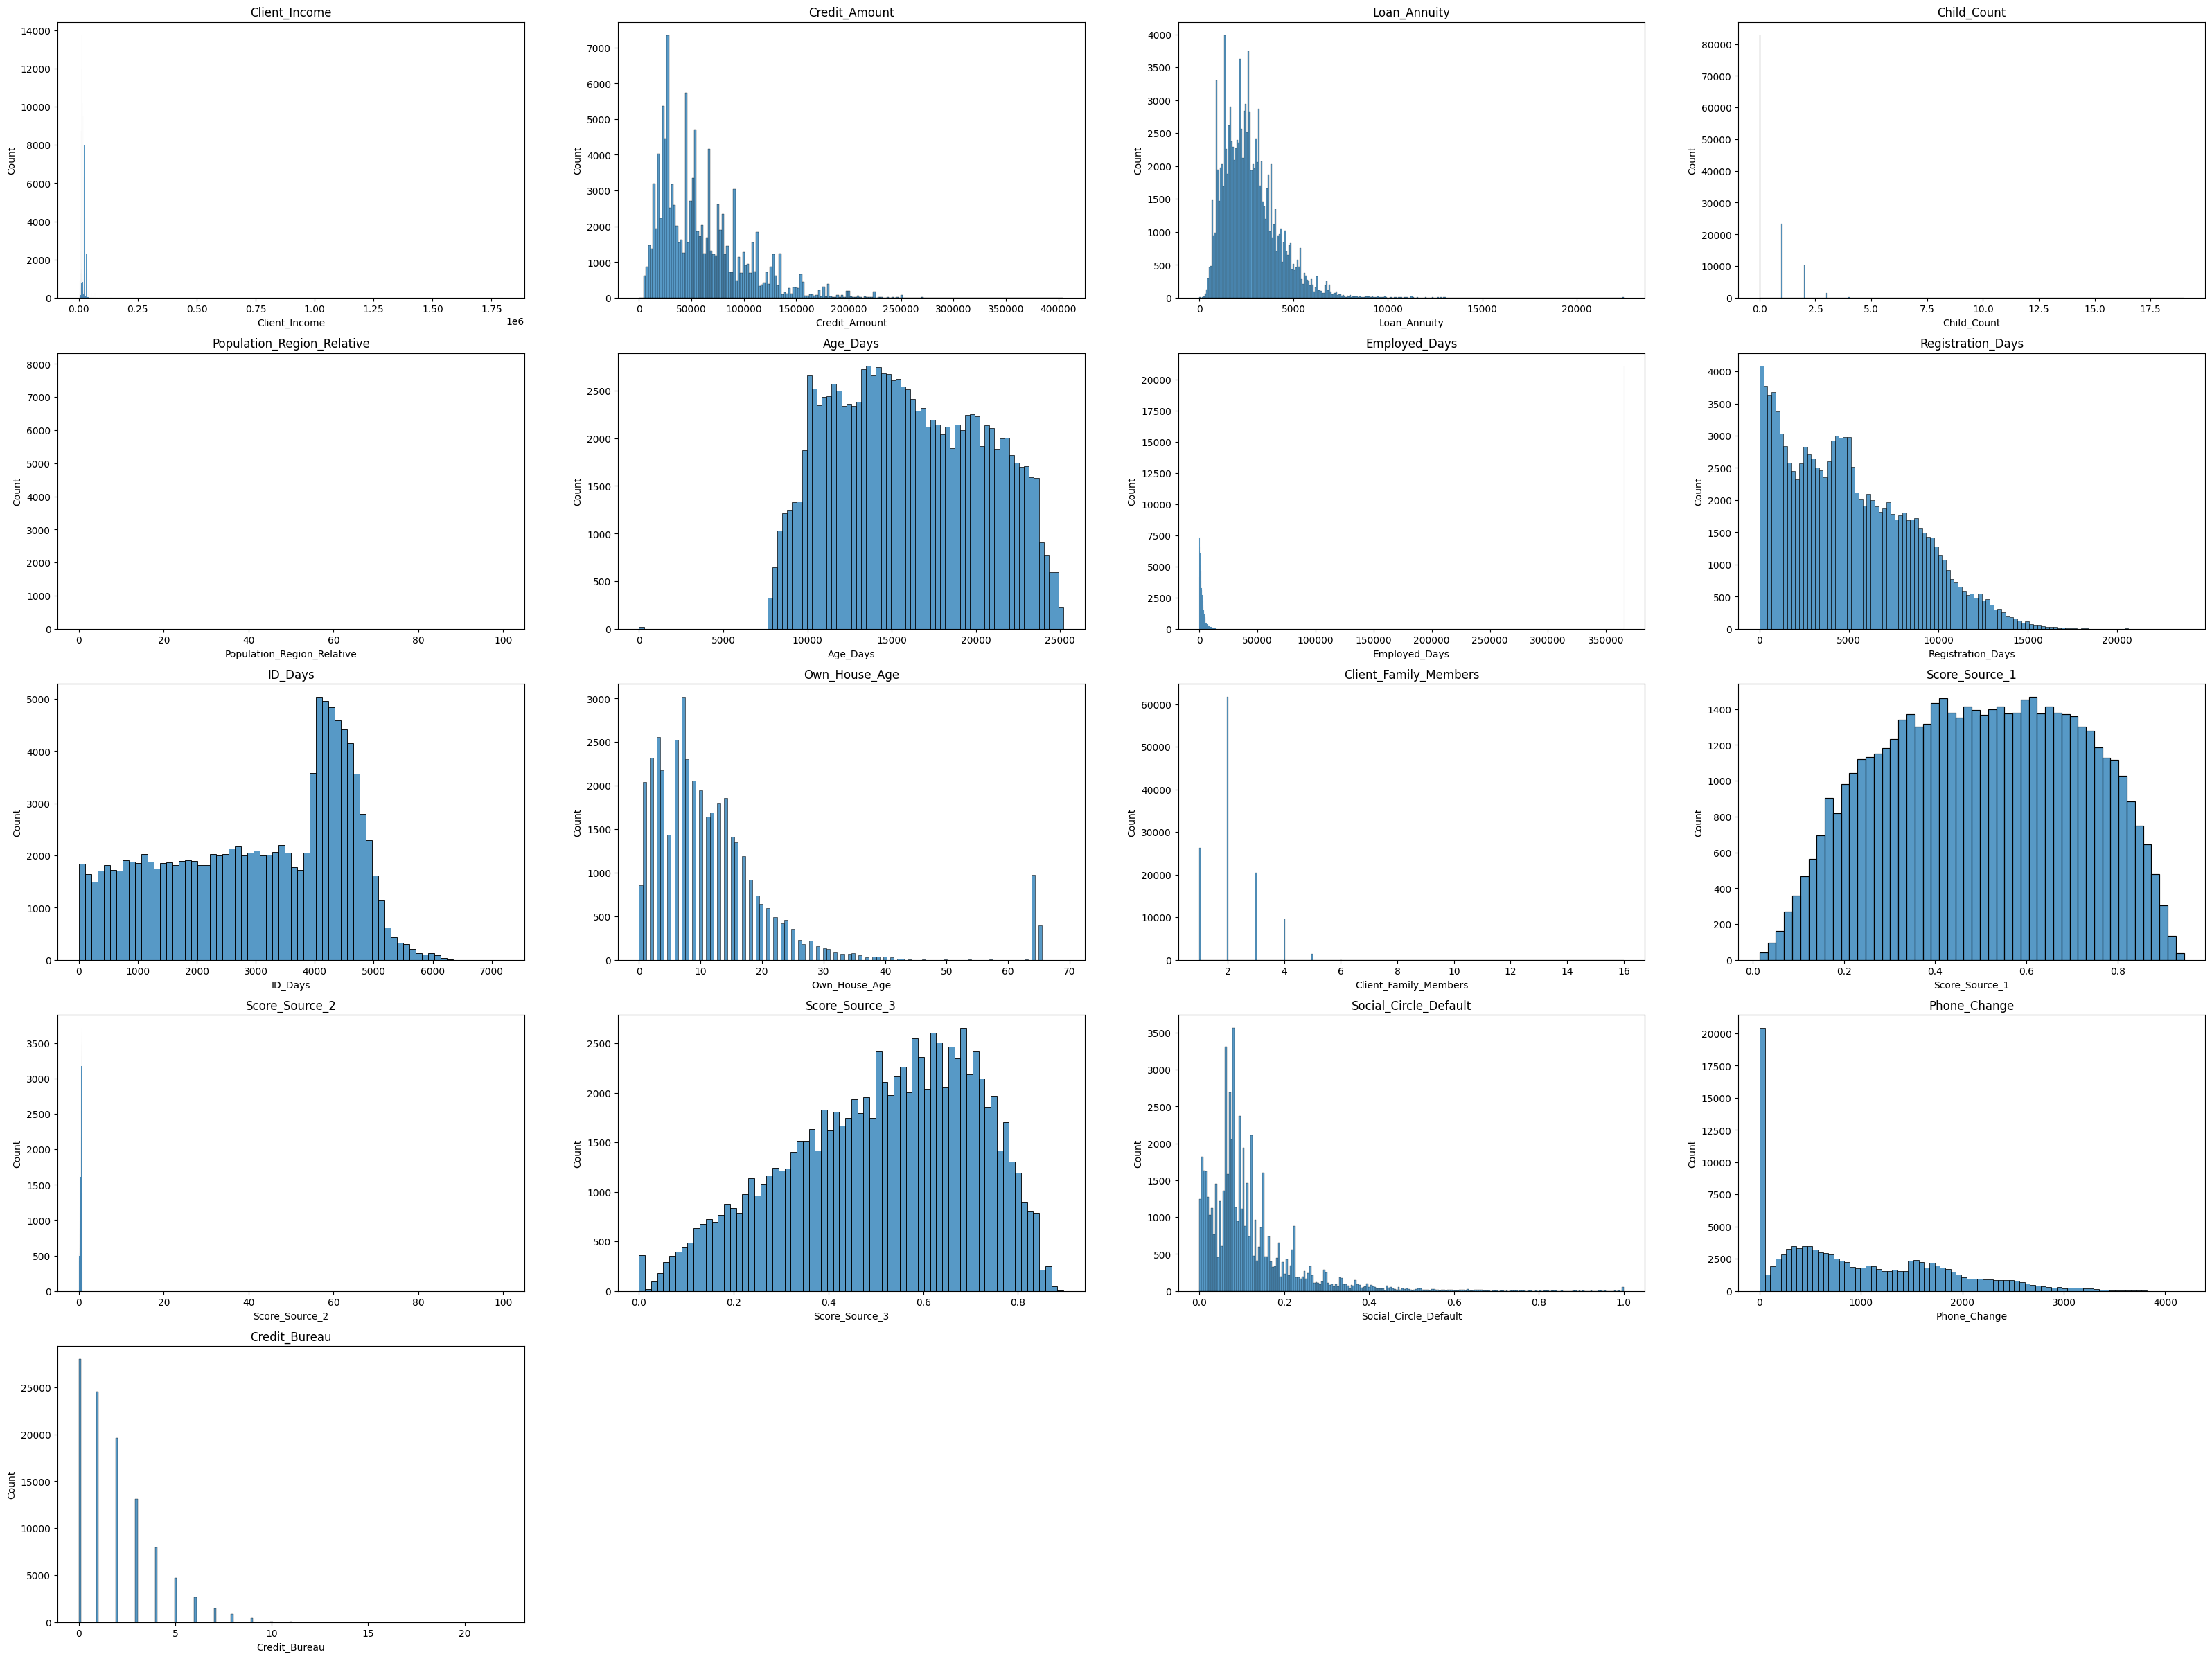 Client_Income
Count
14000
12000
10000
8000
6000
4000
2000
0
0.00 0.25 0.50 0.75 1.00 1.25 1.50 1.75
1e6
Client_Income
Credit_Amount
Count
7000
6000
5000
4000
3000
2000
1000
0
0 50000 100000 150000 200000 250000 300000 350000 400000
Credit_Amount
Loan_Annuity
Count
4000
3500
3000
2500
2000
1500
1000
500
0
0 5000 10000 15000 20000
Loan_Annuity
Child_Count
Count
80000
70000
60000
50000
40000
30000
20000
10000
0
0.0 2.5 5.0 7.5 10.0 12.5 15.0 17.5
Child_Count
Population_Region_Relative
Count
8000
7000
6000
5000
4000
3000
2000
1000
0
0 20 40 60 80 100
Population_Region_Relative
Age_Days
Count
2500
2000
1500
1000
500
0
0 5000 10000 15000 20000 25000
Age_Days
Employed_Days
Count
20000
17500
15000
12500
10000
7500
5000
2500
0
0 50000 100000 150000 200000 250000 300000 350000
Employed_Days
Registration_Days
Count
4000
3500
3000
2500
2000
1500
1000
500
0
0 5000 10000 15000 20000
Registration_Days
ID_Days
Count
5000
4000
3000
2000
1000
0
0 1000 2000 3000 4000 5000 6000 7000
ID_Days
Own_House_Age
Count
3000
2500
2000
1500
1000
500
0
0 10 20 30 40 50 60 70
Own_House_Age
Client_Family_Members
Count
60000
50000
40000
30000
20000
10000
0
2 4 6 8 10 12 14 16
Client_Family_Members
Score_Source_1
Count
1400
1200
1000
800
600
400
200
0
0.0 0.2 0.4 0.6 0.8
Score_Source_1
Score_Source_2
Count
3500
3000
2500
2000
1500
1000
500
0
0 20 40 60 80 100
Score_Source_2
Score_Source_3
Count
2500
2000
1500
1000
500
0
0.0 0.2 0.4 0.6 0.8
Score_Source_3
Social_Circle_Default
Count
3500
3000
2500
2000
1500
1000
500
0
0.0 0.2 0.4 0.6 0.8 1.0
Social_Circle_Default
Phone_Change
Count
20000
17500
15000
12500
10000
7500
5000
2500
0
0 1000 2000 3000 4000
Phone_Change
Credit_Bureau
Count
25000
20000
15000
10000
5000
0
0 5 10 15 20
Credit_Bureau